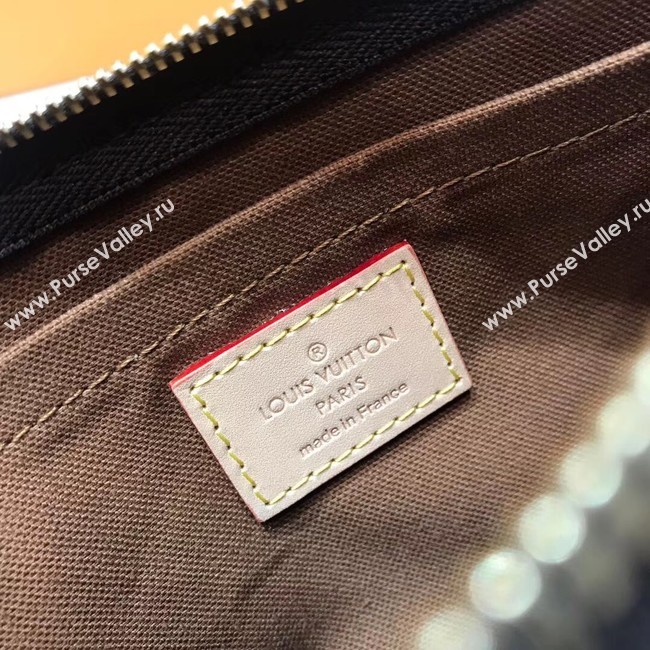 www.PurseValley.ru
www.PurseValley.ru
®
LOUIS VUITTON
PARIS
made in France